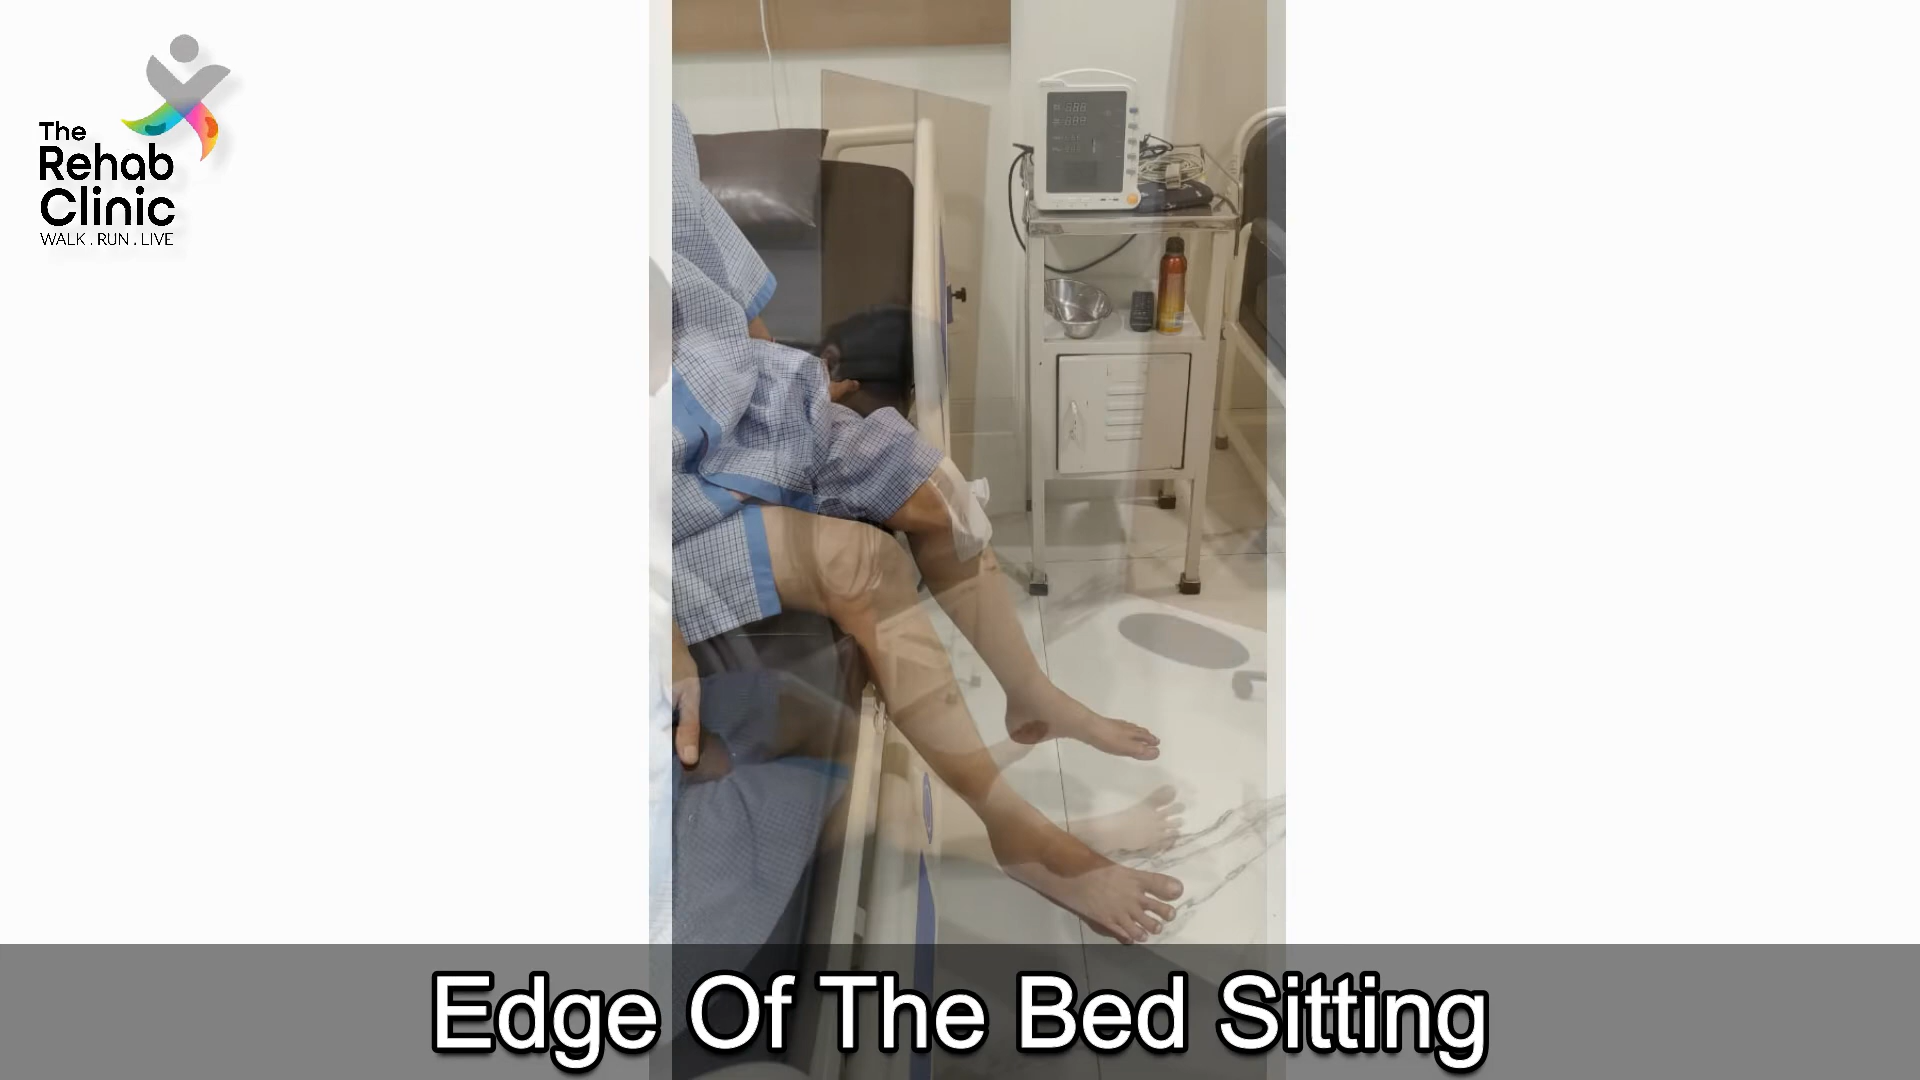 The
Rehab
Clinic
WALK . RUN . LIVE
Edge Of The Bed Sitting